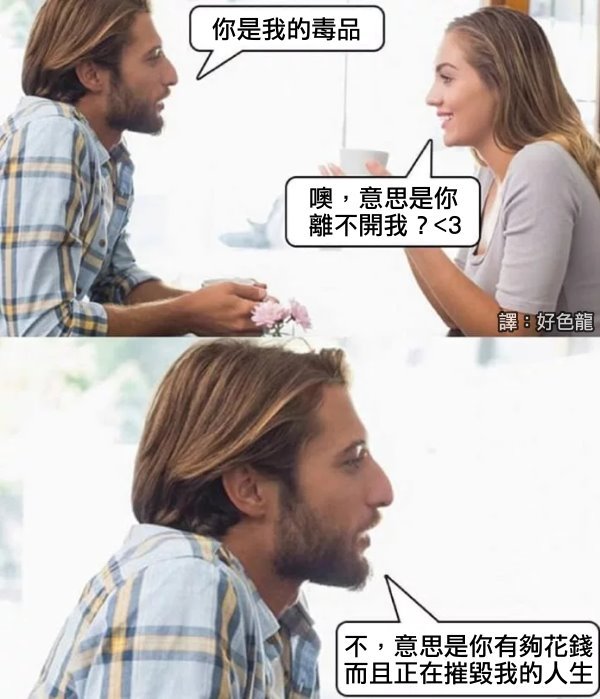 你是我的毒品
噢，意思是你
離不開我？<3
譯：好色龍
不，意思是你有夠花錢
而且正在摧毀我的人生